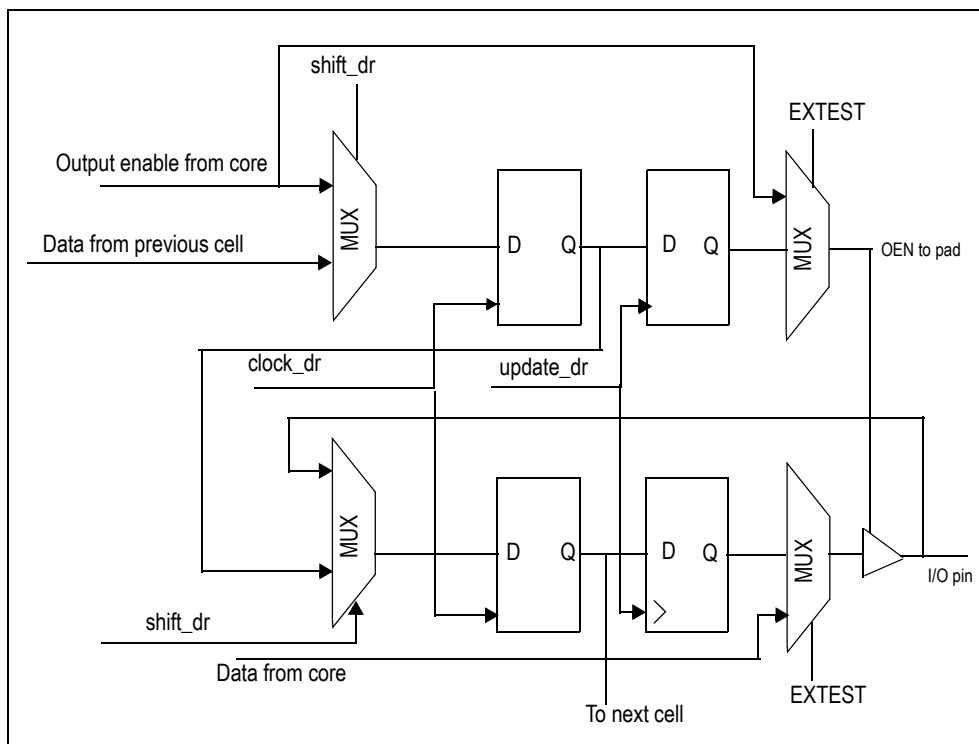 shift_dr
EXTEST
Output enable from core
MUX
D
Q
D
Q
MUX
Data from previous cell
OEN to pad
clock_dr
update_dr
MUX
D
Q
D
Q
MUX
I/O pin
shift_dr
Data from core
EXTEST
To next cell